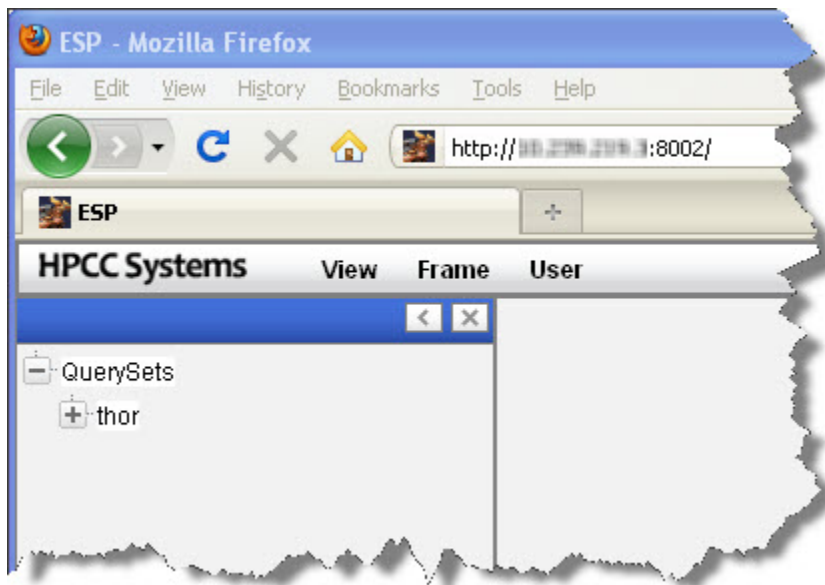 ESP - Mozilla Firefox
File Edit View History Bookmarks Tools Help
http:// :8002/
ESP
HPCC Systems View Frame User
QuerySets
thor